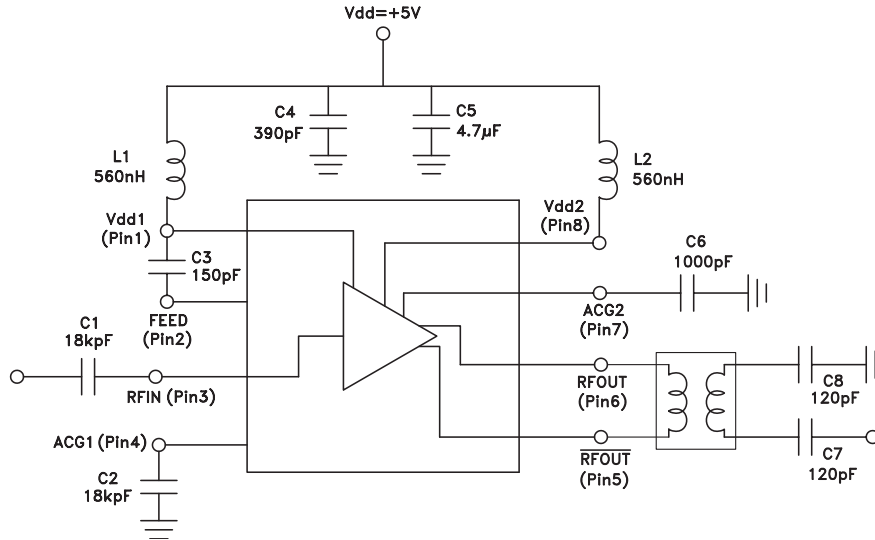 Vdd=+5V
C4
390pF
C5
4.7µF
L1
560nH
L2
560nH
Vdd1
(Pin1)
Vdd2
(Pin8)
C3
150pF
C6
1000pF
FEED
(Pin2)
ACG2
(Pin7)
C1
18kpF
RFIN (Pin3)
RFOUT
(Pin6)
C8
120pF
ACG1 (Pin4)
RFOUT
(Pin5)
C7
120pF
C2
18kpF